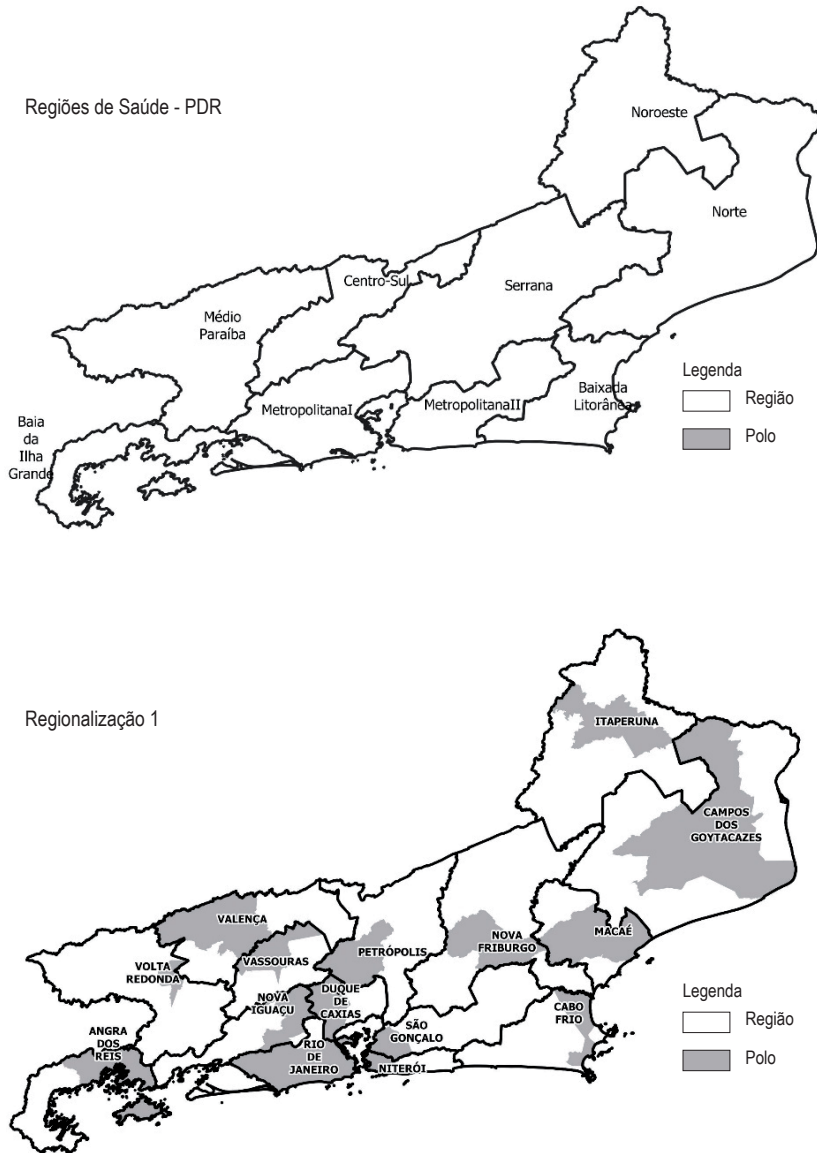 Regiões de Saúde - PDR
Noroeste
Norte
Centro-Sul
Serrana
Médio
Paraíba
Baixada
Litorânea
MetropolitanaI
MetropolitanaII
Baia
da
Ilha
Grande
Legenda
Região
Polo
Regionalização 1
ITAPERUNA
CAMPOS
DOS
GOYTACAZES
VALENÇA
NOVA
FRIBURGO
MACAÉ
PETRÓPOLIS
VASSOURAS
VOLTA
REDONDA
DUQUE
DE
CAXIAS
NOVA
IGUAÇU
CABO
FRIO
SÃO
GONÇALO
ANGRA
DOS
REIS
RIO
DE
JANEIRO
NITERÓI
Legenda
Região
Polo